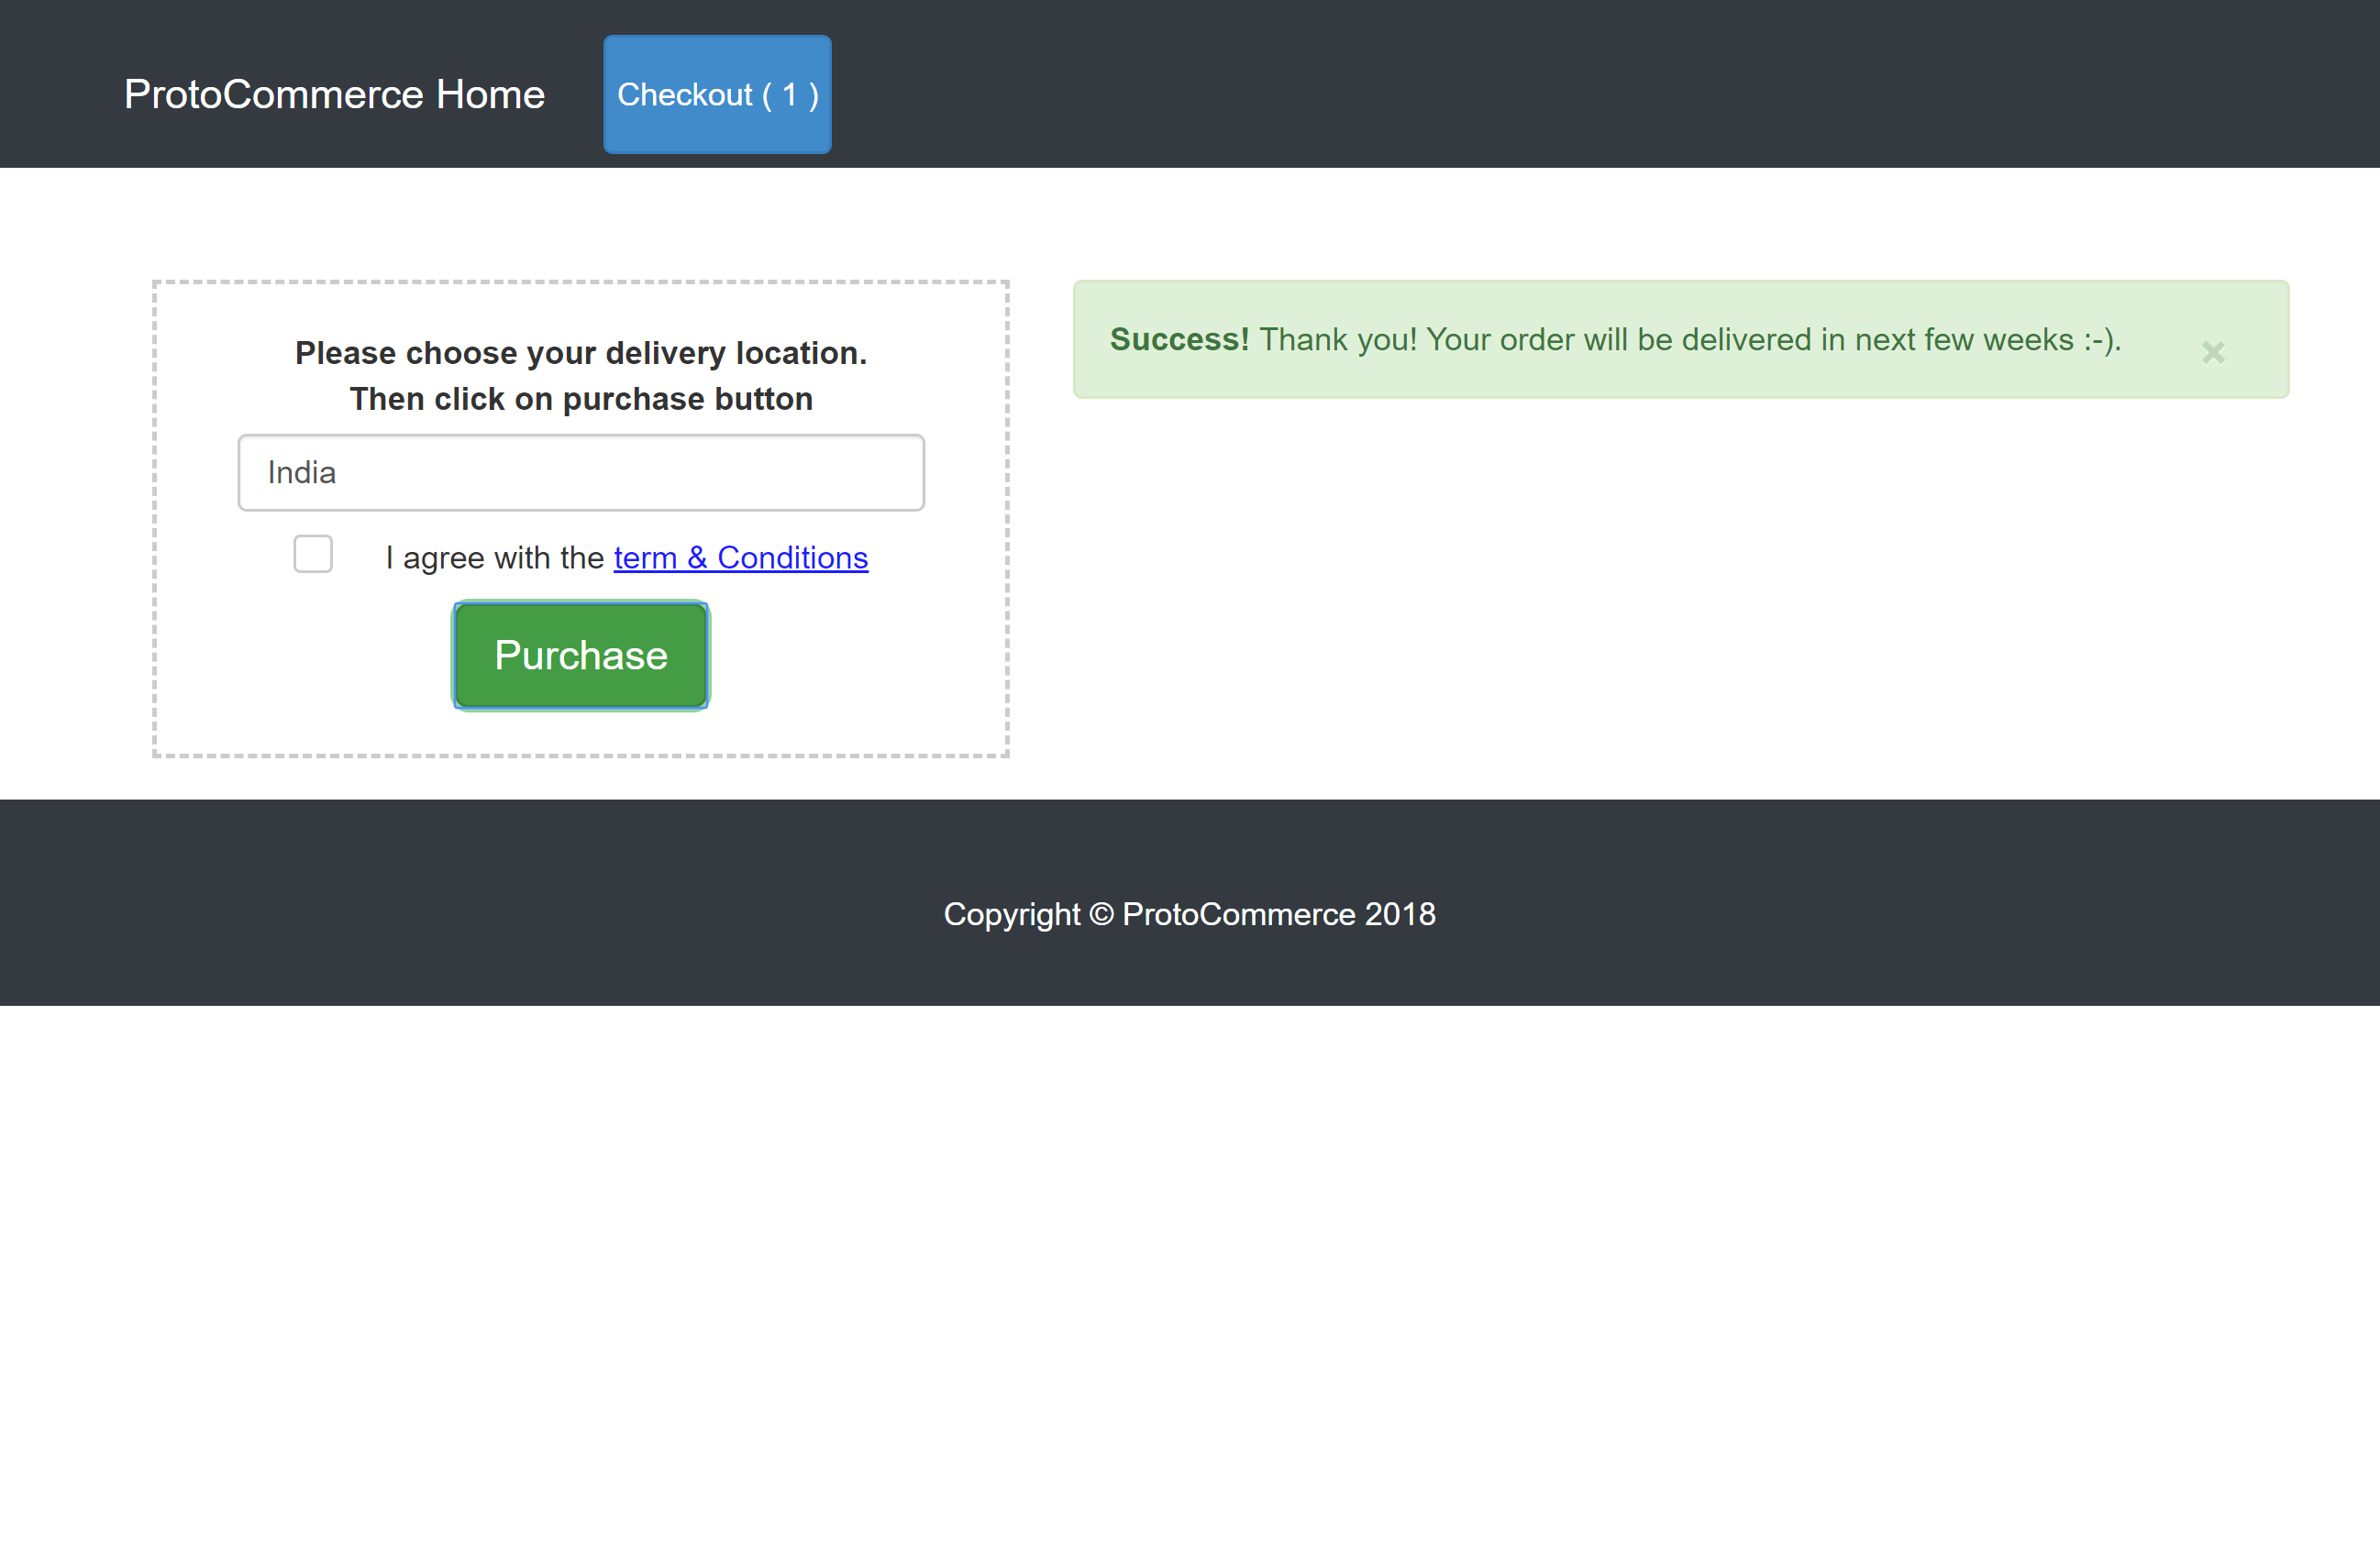 ProtoCommerce Home
Checkout ( 1 )
Please choose your delivery location.
Then click on purchase button
India
I agree with the term & Conditions
Purchase
Success! Thank you! Your order will be delivered in next few weeks :-).
×
Copyright © ProtoCommerce 2018